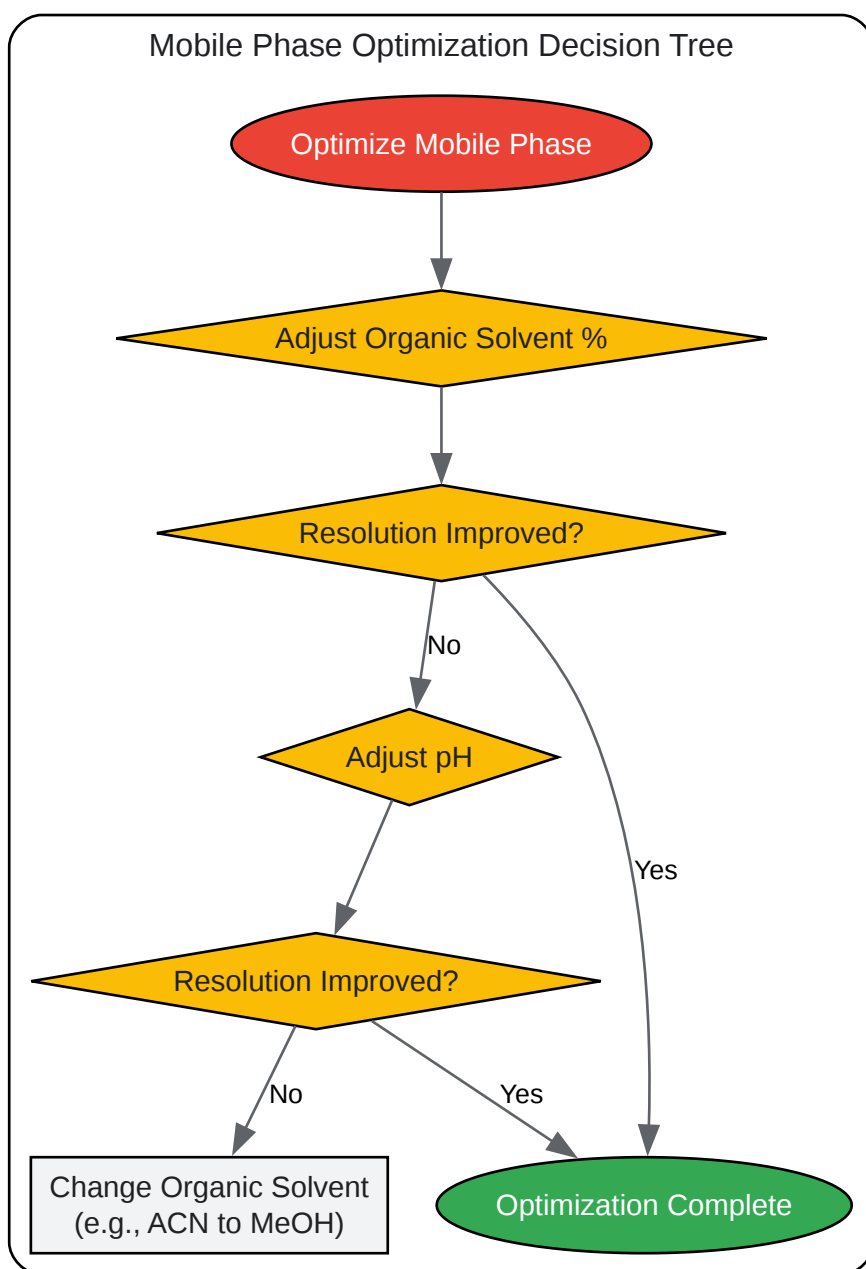 Mobile Phase Optimization Decision Tree
Optimize Mobile Phase
Adjust Organic Solvent %
Resolution Improved?
No
Adjust pH
Yes
Resolution Improved?
No
Yes
Change Organic Solvent
(e.g., ACN to MeOH)
Optimization Complete